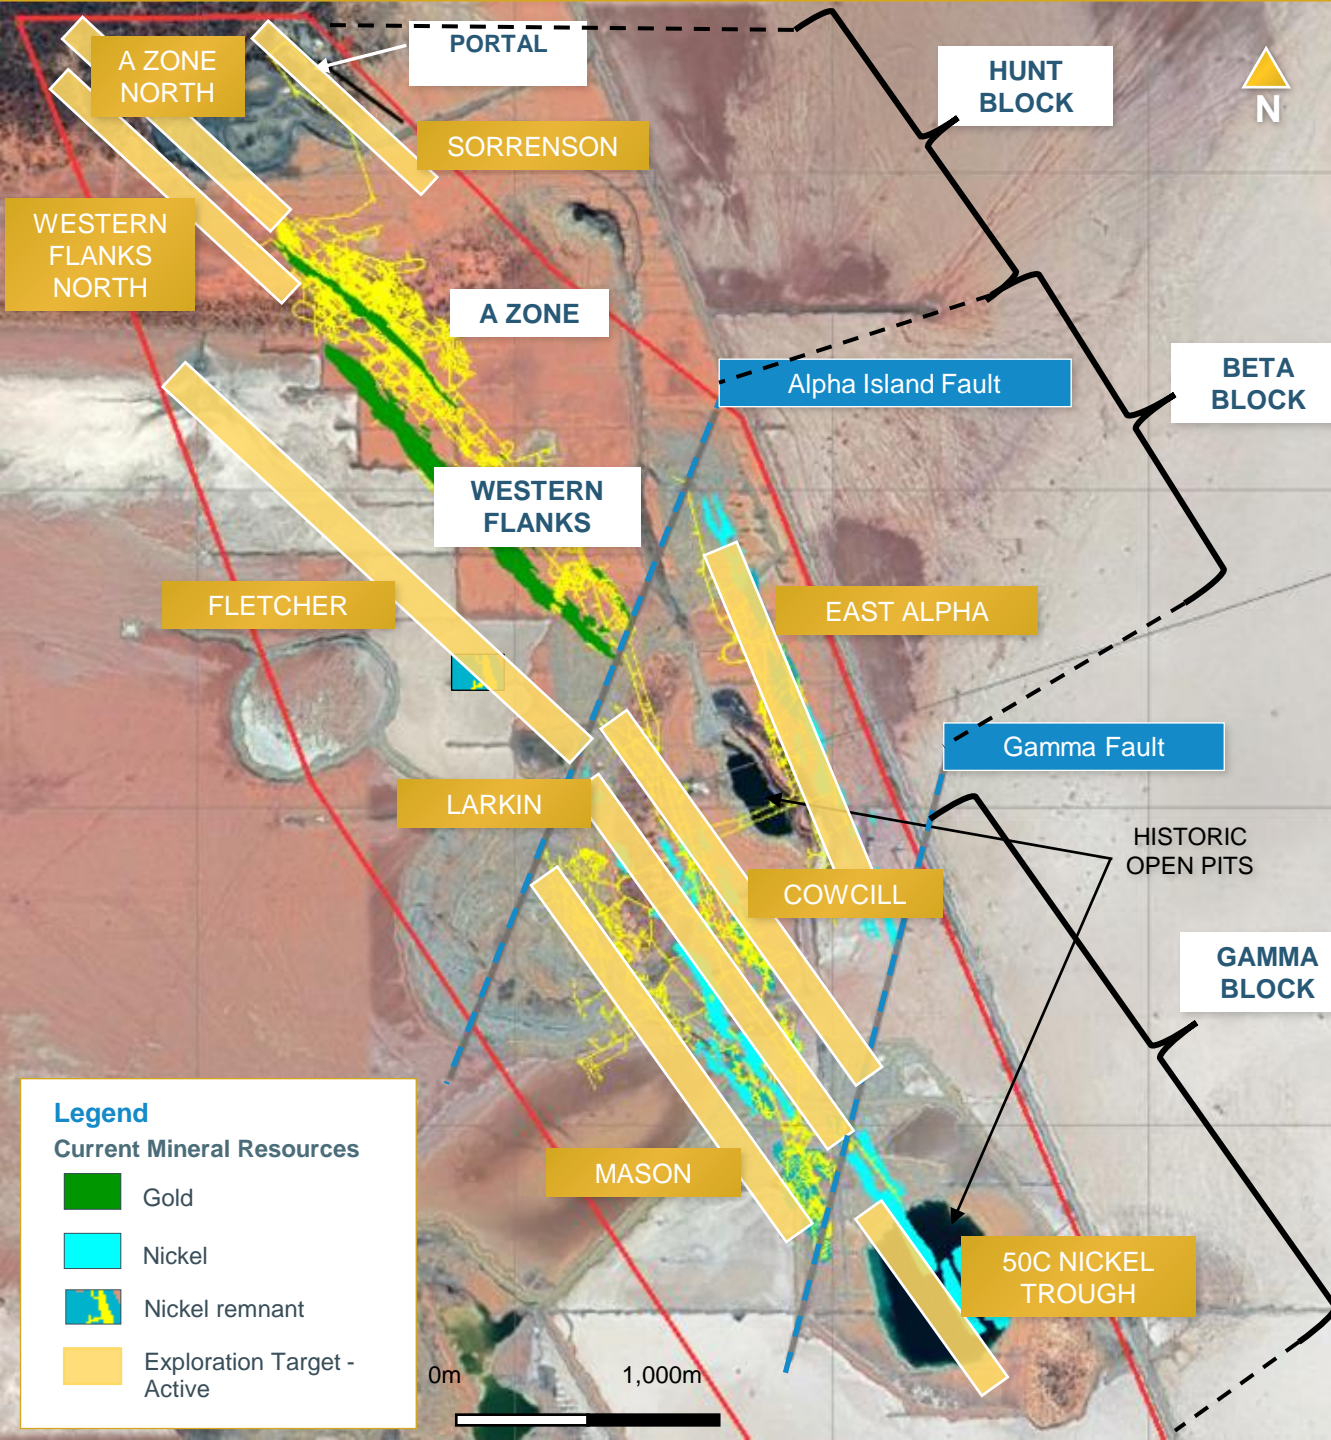 PORTAL
A ZONE
NORTH
HUNT
BLOCK
N
SORRENSON
WESTERN
FLANKS
NORTH
A ZONE
Alpha Island Fault
BETA
BLOCK
WESTERN
FLANKS
FLETCHER
EAST ALPHA
Gamma Fault
LARKIN
HISTORIC
OPEN PITS
COWCILL
GAMMA
BLOCK
MASON
50C NICKEL
TROUGH
Legend
Current Mineral Resources
Gold
Nickel
Nickel remnant
Exploration Target -
Active
0m
1,000m